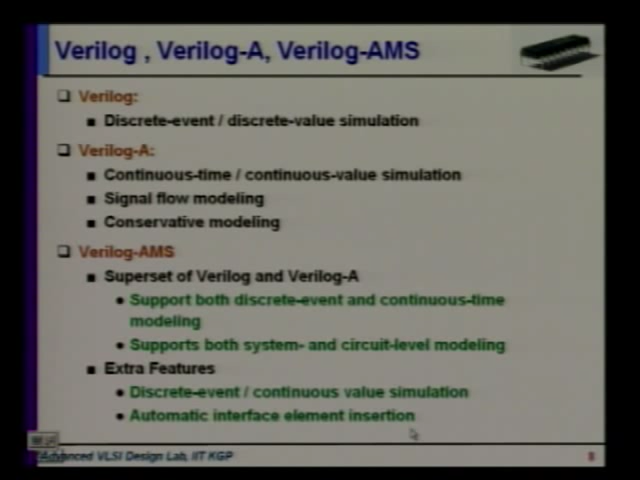 Verilog , Verilog-A, Verilog-AMS
Verilog:
Discrete-event / discrete-value simulation
Verilog-A:
Continuous-time / continuous-value simulation
Signal flow modeling
Conservative modeling
Verilog-AMS
Superset of Verilog and Verilog-A
Support both discrete-event and continuous-time
modeling
Supports both system- and circuit-level modeling
Extra Features
Discrete-event / continuous value simulation
Automatic interface element insertion
Advanced VLSI Design Lab, IIT KGP
8